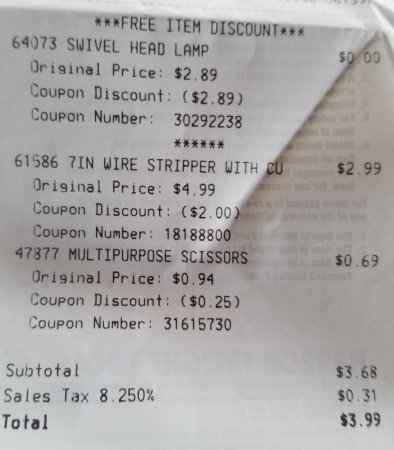 ***FREE ITEM DISCOUNT***
64073 SWIVEL HEAD LAMP $0.00
Original Price: $2.89
Coupon Discount: ($2.89)
Coupon Number: 30292238
******
61586 7IN WIRE STRIPPER WITH CU $2.99
Original Price: $4.99
Coupon Discount: ($2.00)
Coupon Number: 18188800
47877 MULTIPURPOSE SCISSORS $0.69
Original Price: $0.94
Coupon Discount: ($0.25)
Coupon Number: 31615730
Subtotal $3.68
Sales Tax 8.250% $0.31
Total $3.99